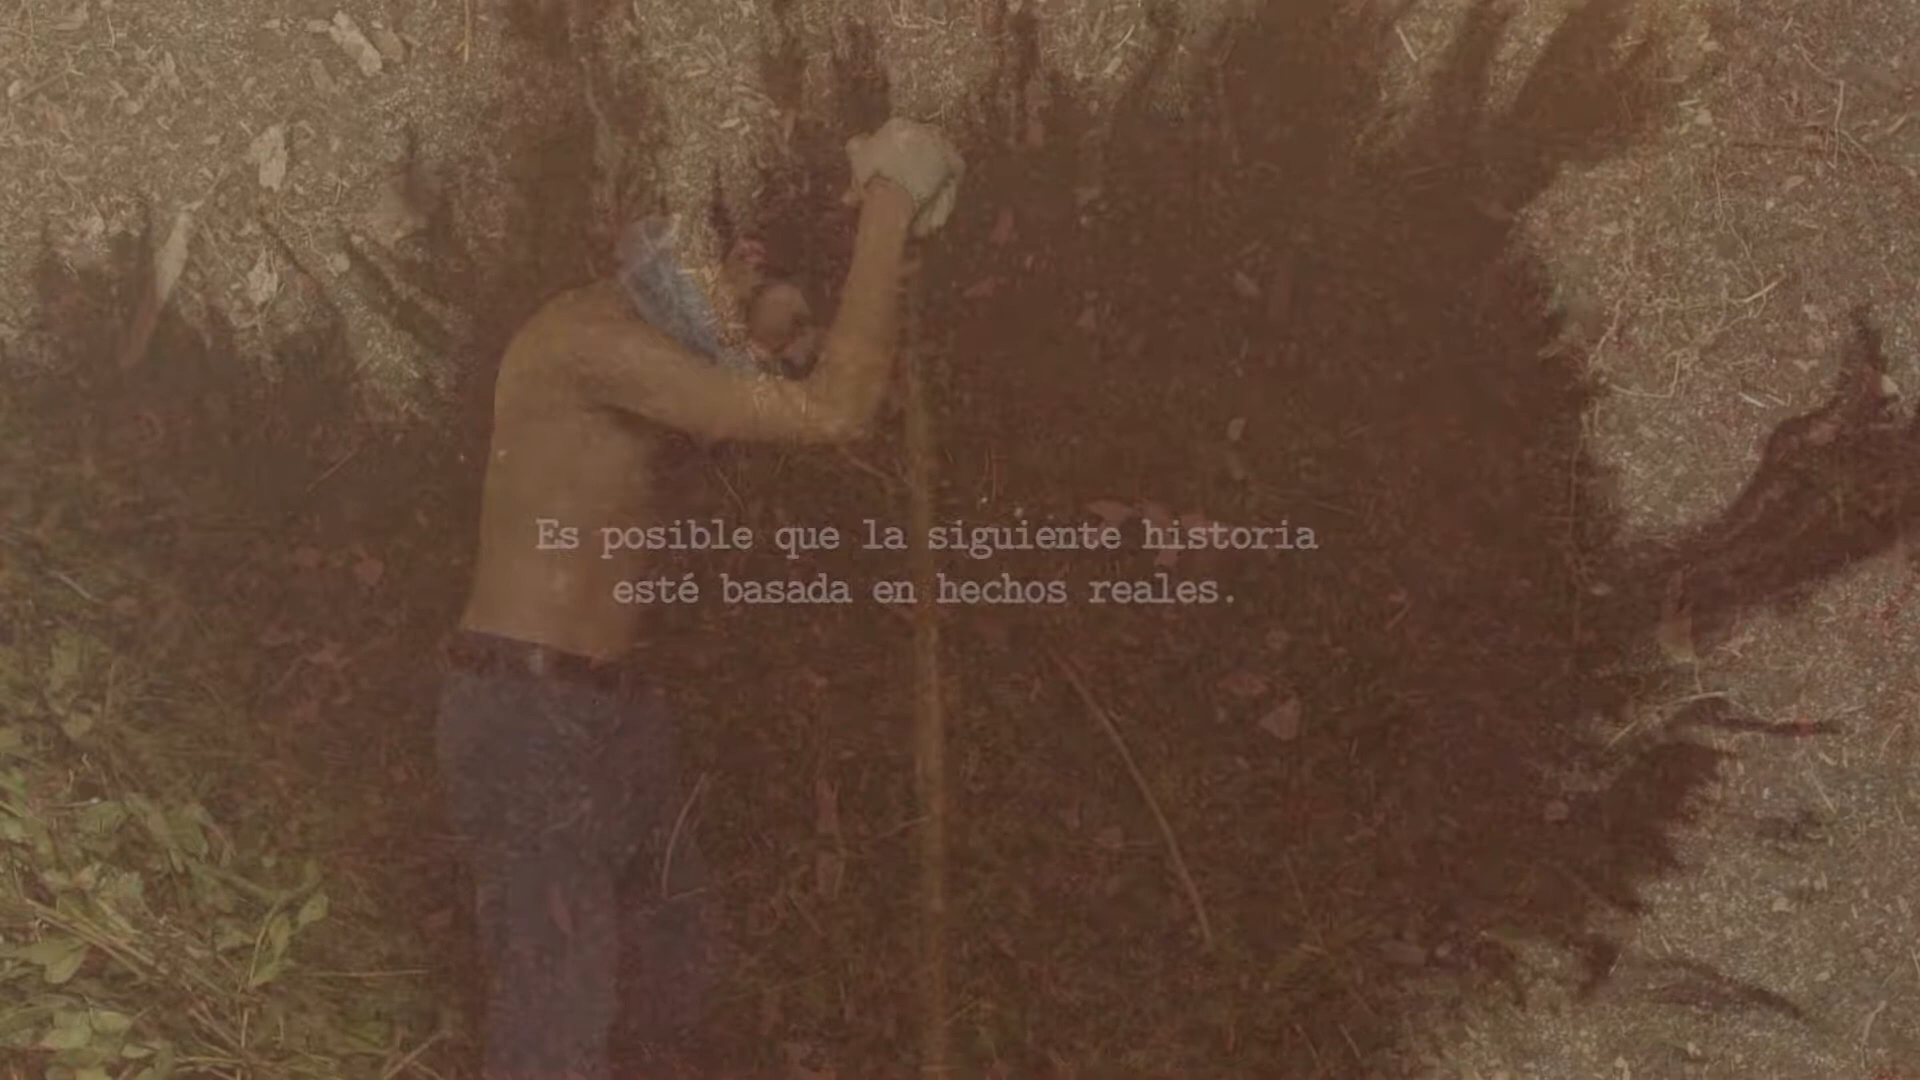 Es posible que la siguiente historia
esté basada en hechos reales.